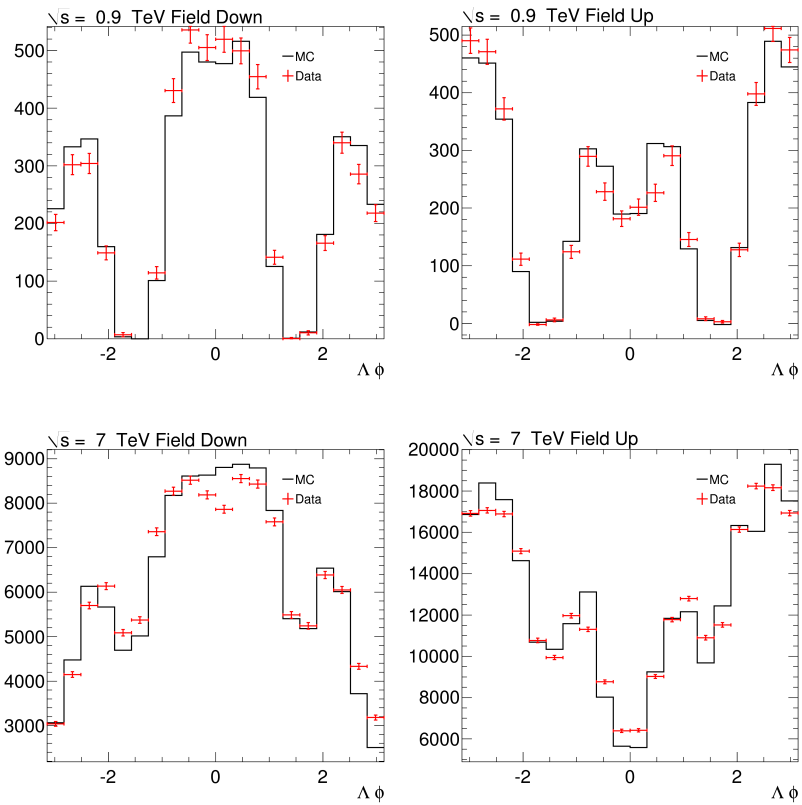 √s = 0.9 TeV Field Down
500
400
300
200
100
0
-2 0 2
Λ ϕ
MC
Data
√s = 0.9 TeV Field Up
500
400
300
200
100
0
-2 0 2
Λ ϕ
MC
Data
√s = 7 TeV Field Down
9000
8000
7000
6000
5000
4000
3000
-2 0 2
Λ ϕ
MC
Data
√s = 7 TeV Field Up
20000
18000
16000
14000
12000
10000
8000
6000
-2 0 2
Λ ϕ
MC
Data